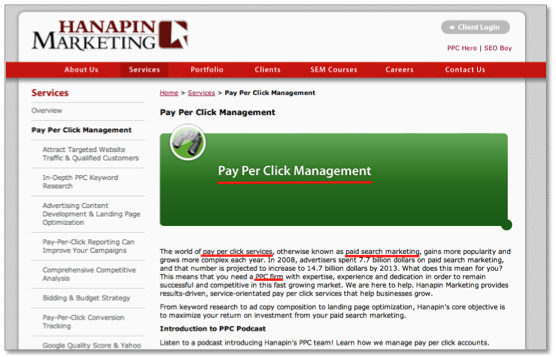 HANAPIN
MARKETING
Client Login
PPC Hero | SEO Boy
About Us Services Portfolio Clients SEM Courses Careers Contact Us
Services
Overview
Pay Per Click Management
Attract Targeted Website
Traffic & Qualified Customers
In-Depth PPC Keyword
Research
Advertising Content
Development & Landing Page
Optimization
Pay-Per-Click Reporting Can
Improve Your Campaigns
Comprehensive Competitive
Analysis
Bidding & Budget Strategy
Pay-Per-Click Conversion
Tracking
Google Quality Score & Yahoo
Home > Services > Pay Per Click Management
Pay Per Click Management
Pay Per Click Management
The world of pay per click services, otherwise known as paid search marketing, gains more popularity and
grows more complex each year. In 2008, advertisers spent 7.7 billion dollars on paid search marketing,
and that number is projected to increase to 14.7 billion dollars by 2013. What does this mean for you?
This means that you need a PPC firm with expertise, experience and dedication in order to remain
successful and competitive in this fast growing market. We are here to help. Hanapin Marketing provides
results-driven, service-orientated pay per click services that help businesses grow.
From keyword research to ad copy composition to landing page optimization, Hanapin's core objective is
to maximize your return on investment from your paid search marketing.
Introduction to PPC Podcast
Listen to a podcast introducing Hanapin's PPC team! Learn how we manage pay per click accounts.